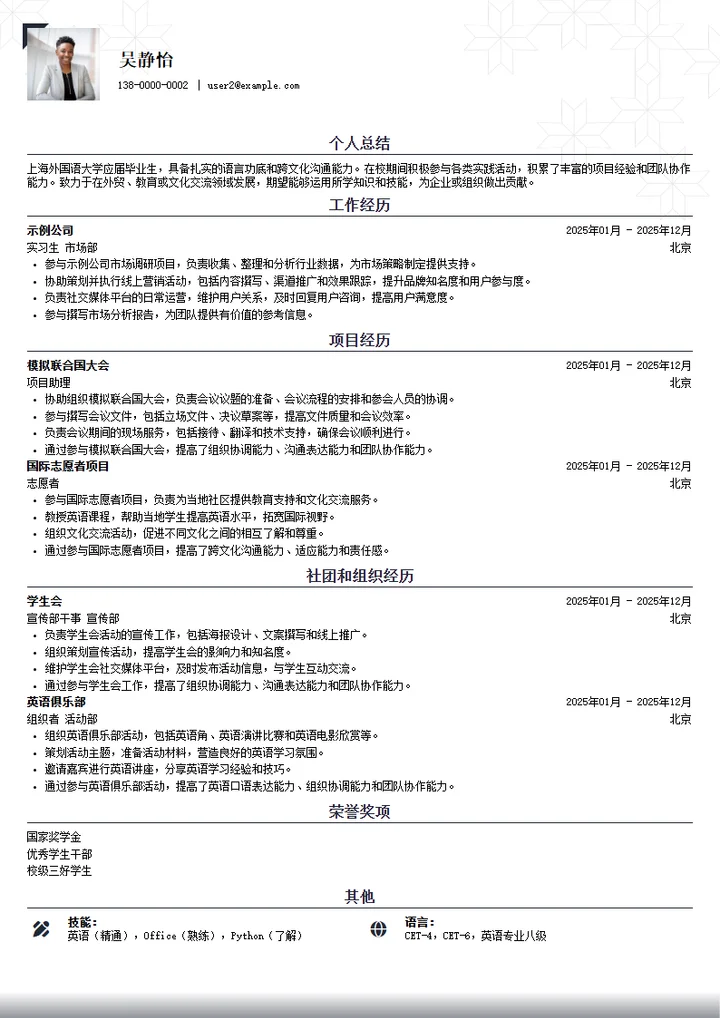 吴静怡
138-0000-0002 | user2@example.com
个人总结
上海外国语大学应届毕业生，具备扎实的语言功底和跨文化沟通能力。在校期间积极参与各类实践活动，积累了丰富的项目经验和团队协作
能力。致力于在外贸、教育或文化交流领域发展，期望能够运用所学知识和技能，为企业或组织做出贡献。
工作经历
示例公司 2025年01月 - 2025年12月
实习生 市场部 北京
• 参与示例公司市场调研项目，负责收集、整理和分析行业数据，为市场策略制定提供支持。
• 协助策划并执行线上营销活动，包括内容撰写、渠道推广和效果跟踪，提升品牌知名度和用户参与度。
• 负责社交媒体平台的日常运营，维护用户关系，及时回复用户咨询，提高用户满意度。
• 参与撰写市场分析报告，为团队提供有价值的参考信息。
项目经历
模拟联合国大会 2025年01月 - 2025年12月
项目助理 北京
• 协助组织模拟联合国大会，负责会议议题的准备、会议流程的安排和参会人员的协调。
• 参与撰写会议文件，包括立场文件、决议草案等，提高文件质量和会议效率。
• 负责会议期间的现场服务，包括接待、翻译和技术支持，确保会议顺利进行。
• 通过参与模拟联合国大会，提高了组织协调能力、沟通表达能力和团队协作能力。
国际志愿者项目 2025年01月 - 2025年12月
志愿者 北京
• 参与国际志愿者项目，负责为当地社区提供教育支持和文化交流服务。
• 教授英语课程，帮助当地学生提高英语水平，拓宽国际视野。
• 组织文化交流活动，促进不同文化之间的相互了解和尊重。
• 通过参与国际志愿者项目，提高了跨文化沟通能力、适应能力和责任感。
社团和组织经历
学生会 2025年01月 - 2025年12月
宣传部干事 宣传部 北京
• 负责学生会活动的宣传工作，包括海报设计、文案撰写和线上推广。
• 组织策划宣传活动，提高学生会的影响力和知名度。
• 维护学生会社交媒体平台，及时发布活动信息，与学生互动交流。
• 通过参与学生会工作，提高了组织协调能力、沟通表达能力和团队协作能力。
英语俱乐部 2025年01月 - 2025年12月
组织者 活动部 北京
• 组织英语俱乐部活动，包括英语角、英语演讲比赛和英语电影欣赏等。
• 策划活动主题，准备活动材料，营造良好的英语学习氛围。
• 邀请嘉宾进行英语讲座，分享英语学习经验和技巧。
• 通过参与英语俱乐部活动，提高了英语口语表达能力、组织协调能力和团队协作能力。
荣誉奖项
国家奖学金
优秀学生干部
校级三好学生
其他
技能： 语言：
英语（精通）, Office（熟练）, Python（了解） CET-4, CET-6, 英语专业八级